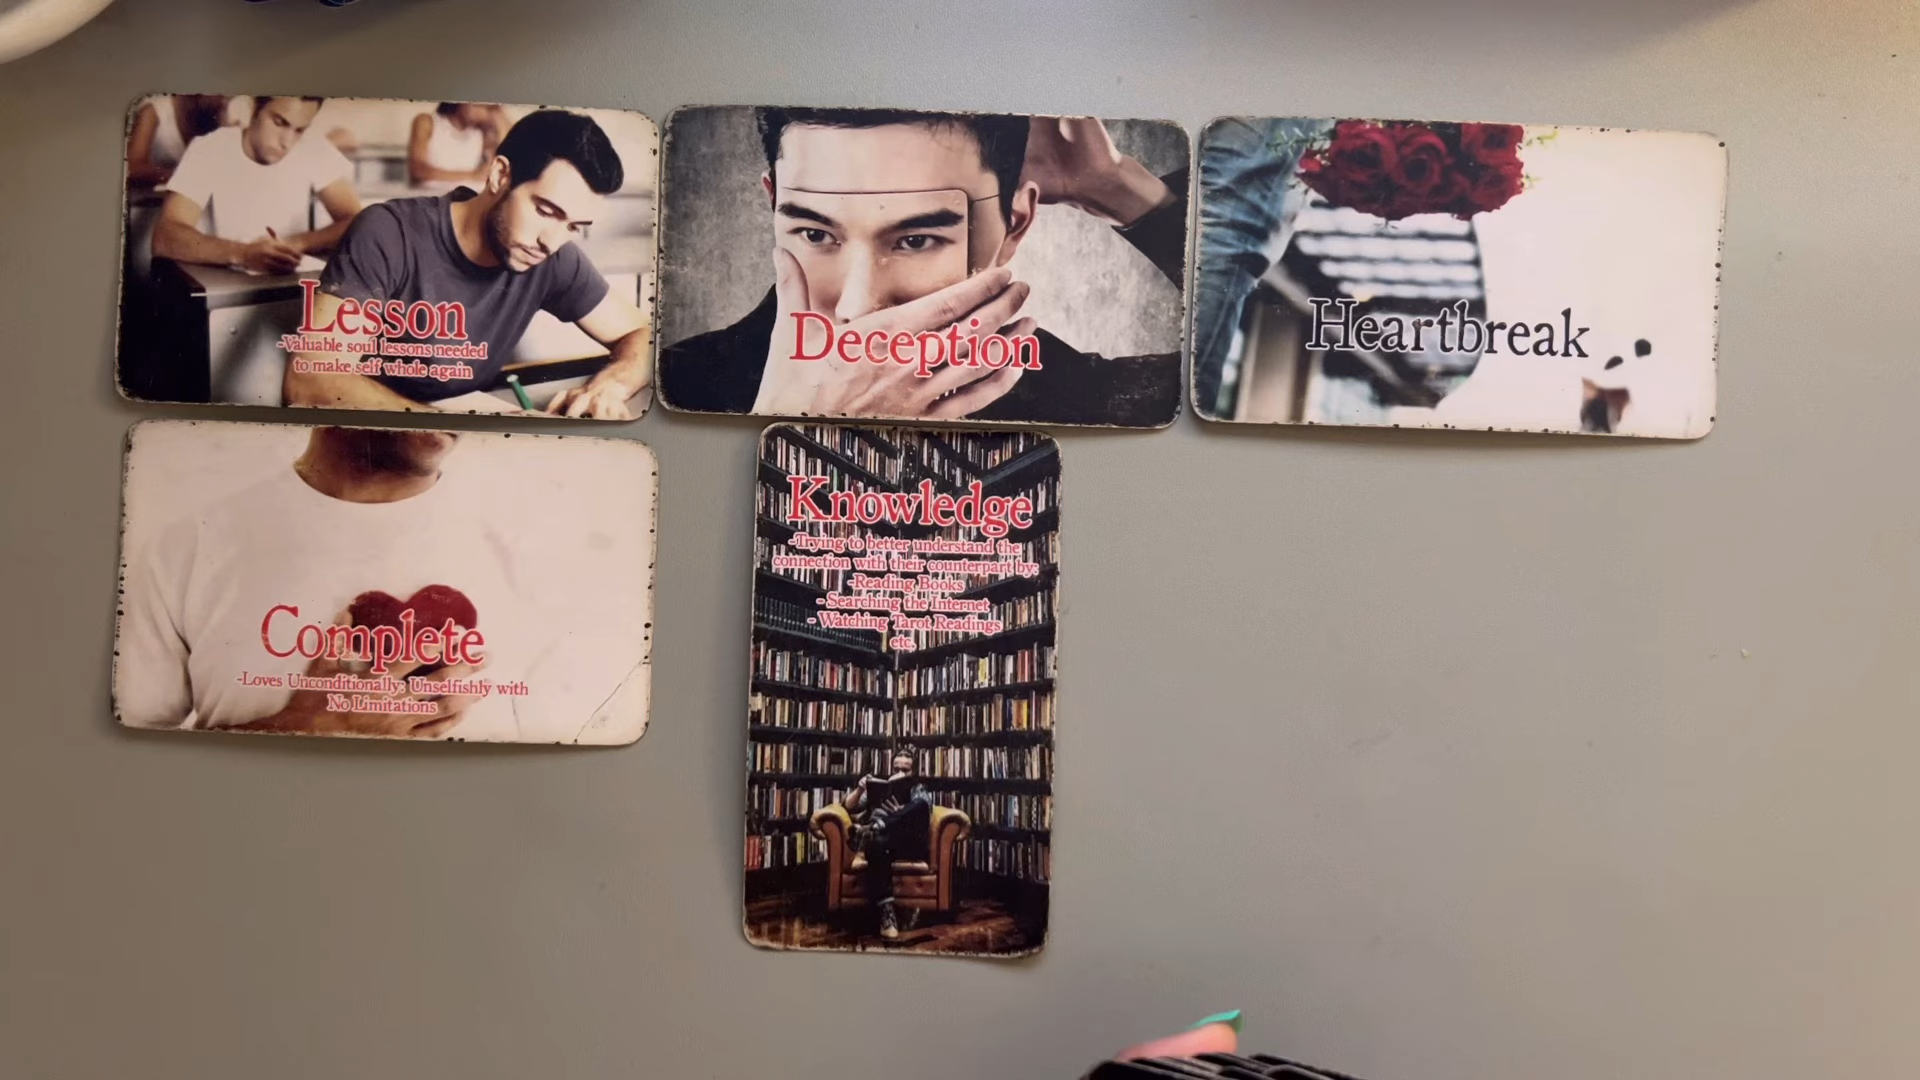 Lesson
-Valuable soul lessons needed
to make self whole again
Deception
Heartbreak
Complete
-Loves Unconditionally: Unselfishly with
No Limitations
Knowledge
-Trying to better understand the
connection with their counterpart by:
-Reading Books
- Searching the Internet
- Watching Tarot Readings
etc.